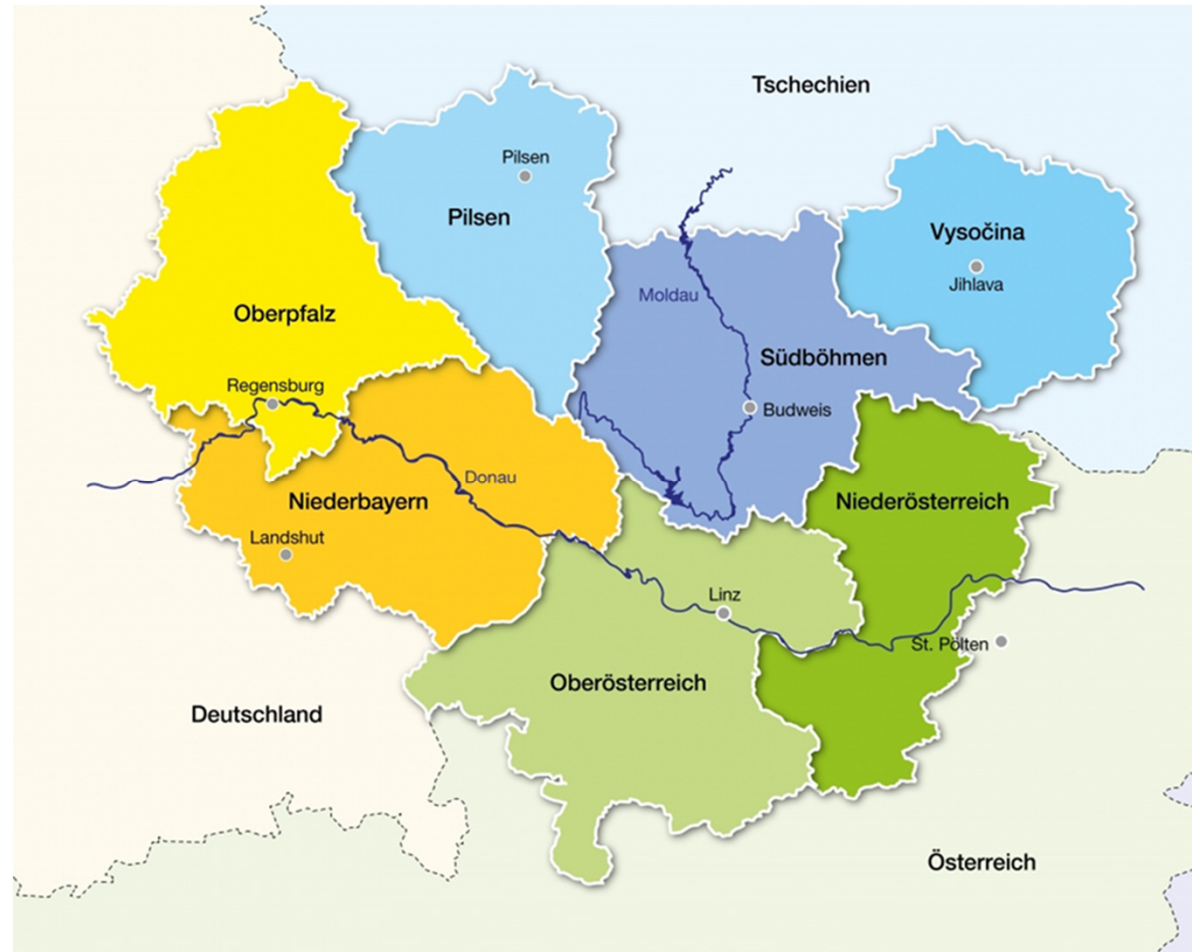 Tschechien
Pilsen
Pilsen
Vysočina
Jihlava
Moldau
Oberpfalz
Südböhmen
Regensburg
Budweis
Donau
Niederbayern
Niederösterreich
Landshut
Linz
St. Pölten
Oberösterreich
Deutschland
Österreich